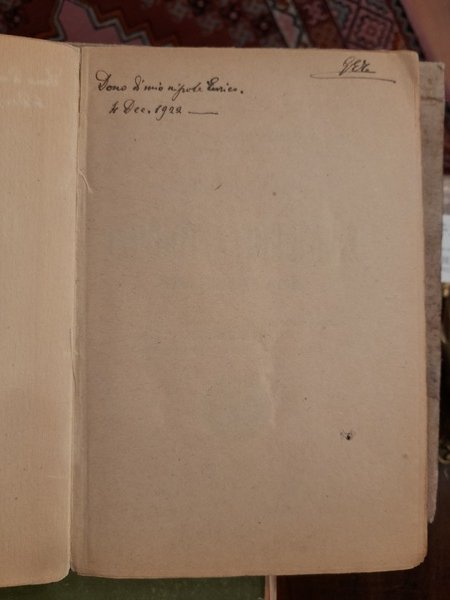 Dono di mio nipote Enrico.
4 Dec. 1922